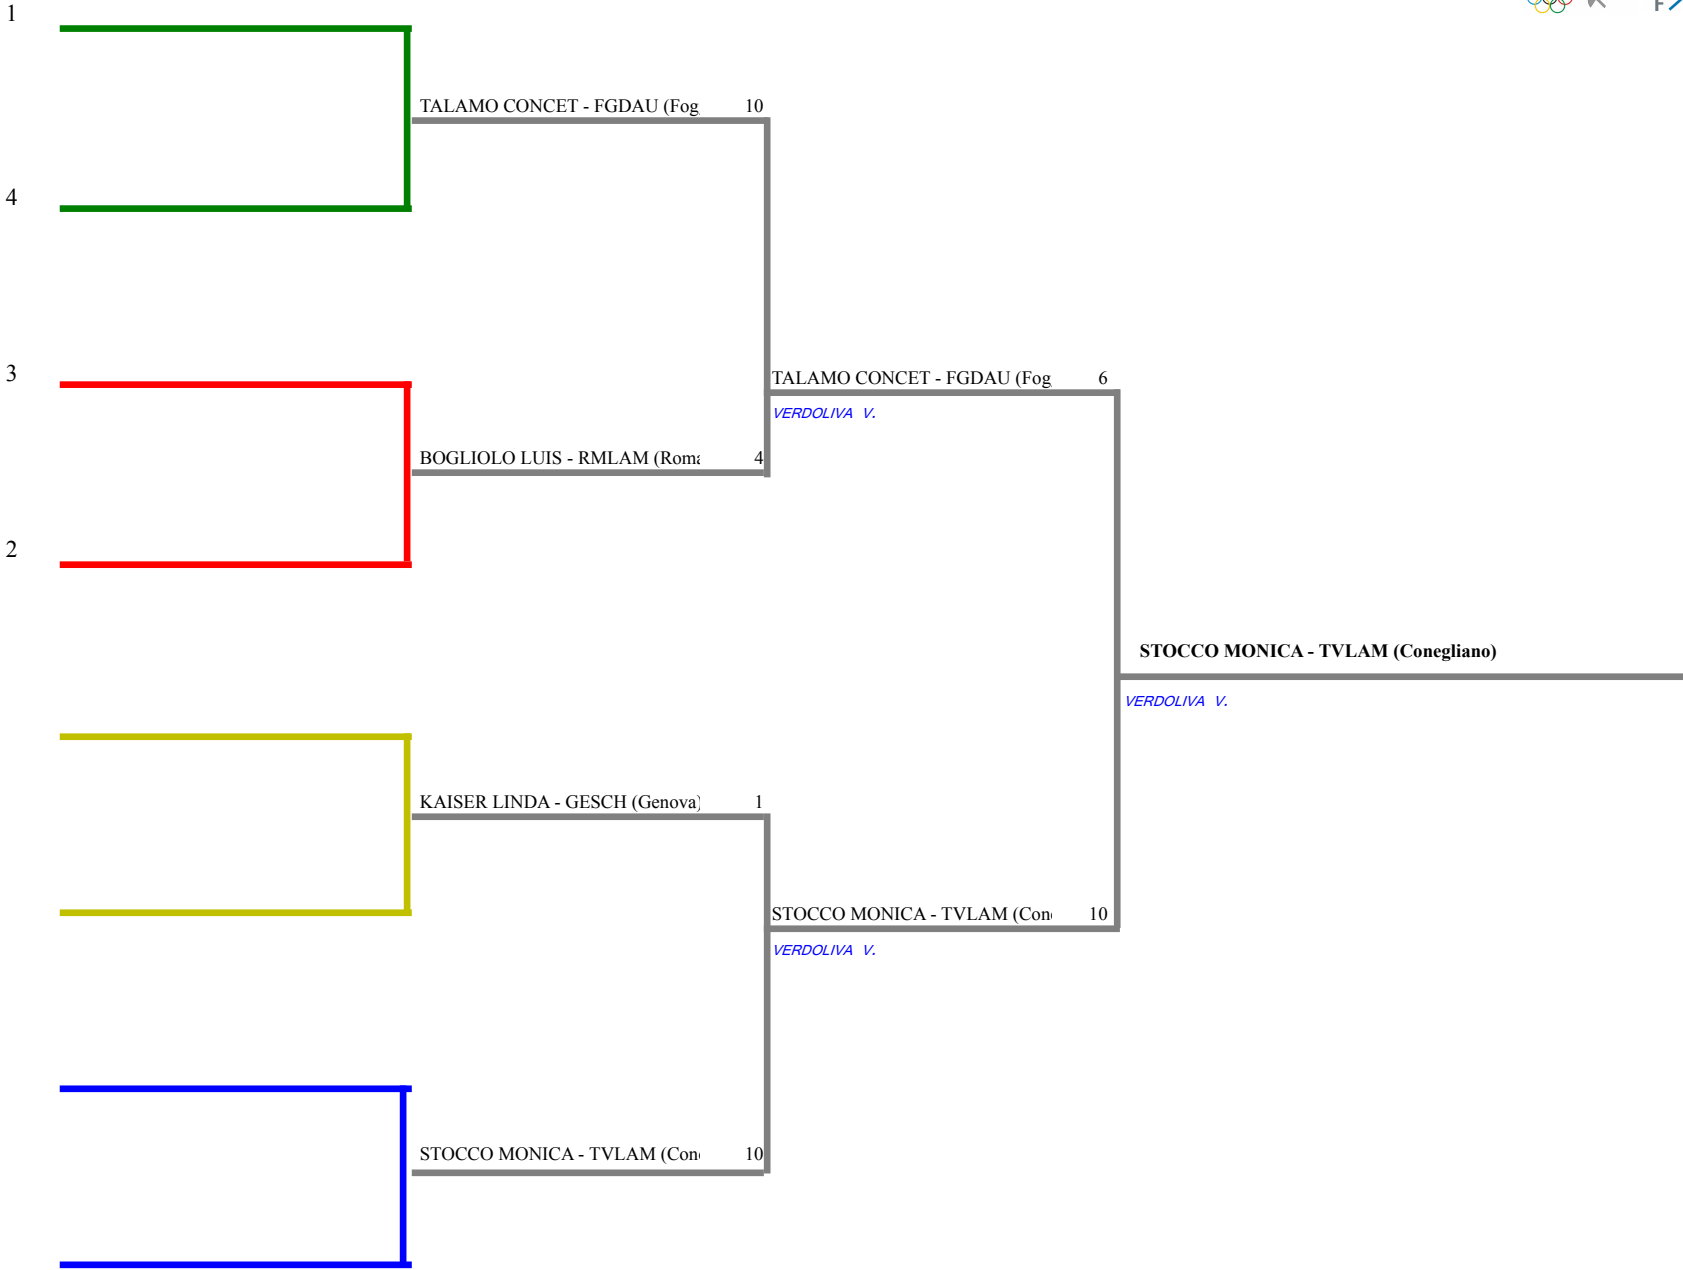 1
F
TALAMO CONCET - FGDAU (Fog 10
4
3
TALAMO CONCET - FGDAU (Fog 6
VERDOLIVA V.
BOGLIOLO LUIS - RMLAM (Roma 4
2
STOCCO MONICA - TVLAM (Conegliano)
VERDOLIVA V.
KAISER LINDA - GESCH (Genova) 1
STOCCO MONICA - TVLAM (Con 10
VERDOLIVA V.
STOCCO MONICA - TVLAM (Con 10